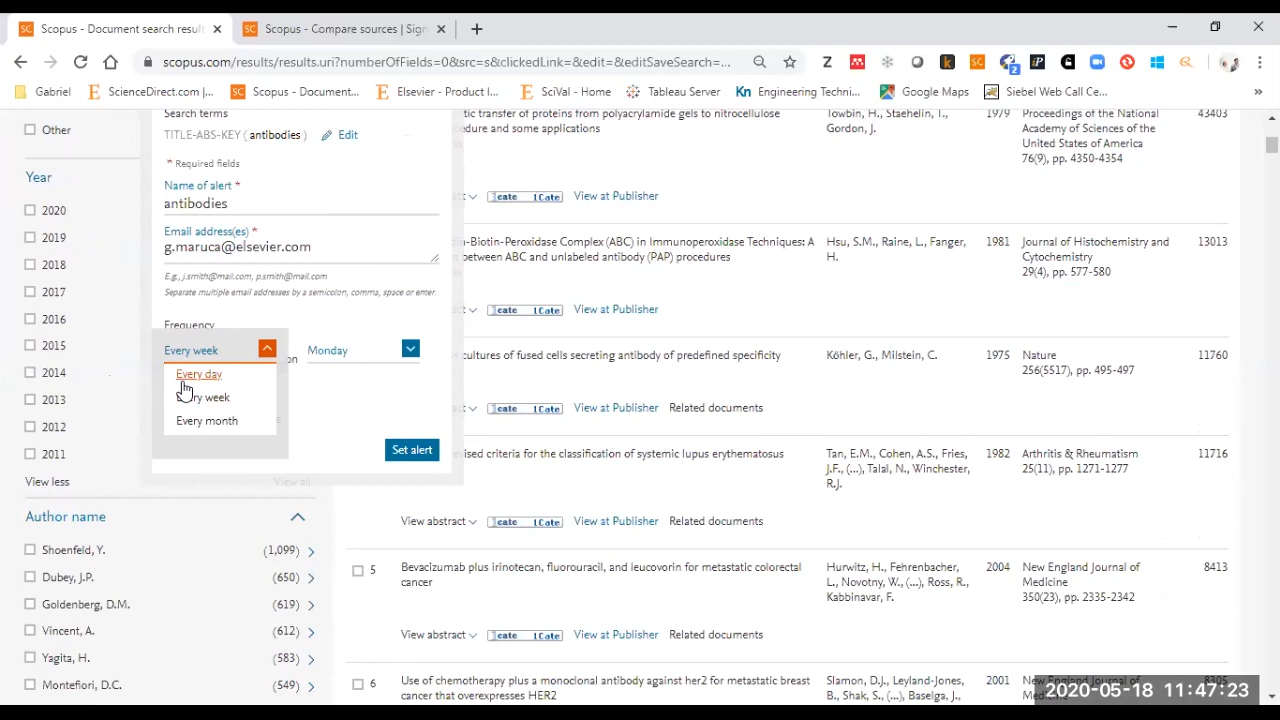 Scopus - Document search result
Scopus - Compare sources | Sign
scopus.com/results/results.uri?numberOfFields=0&src=s&clickedLink=&edit=&editSaveSearch=...
Gabriel
ScienceDirect.com |...
Scopus - Document...
Elsevier - Product I...
SciVal - Home
Tableau Server
Engineering Techni...
Google Maps
Siebel Web Call Ce...
Search terms
TITLE-ABS-KEY ( antibodies )
Edit
* Required fields
Name of alert *
antibodies
Email address(es) *
g.maruca@elsevier.com
E.g., j.smith@mail.com, p.smith@mail.com
Separate multiple email addresses by a semicolon, comma, space or enter.
Frequency
Every week
on
Monday
Every day
week
Every month
Set alert
Other
Year
2020
2019
2018
2017
2016
2015
2014
2013
2012
2011
View less
View all
Author name
Shoenfeld, Y.
(1,099)
Dubey, J.P.
(650)
Goldenberg, D.M.
(619)
Vincent, A.
(612)
Yagita, H.
(583)
Montefiori, D.C.
(549)
transfer of proteins from polyacrylamide gels to nitrocellulose
and some applications
Towbin, H., Staehelin, T.,
Gordon, J.
1979
Proceedings of the National
Academy of Sciences of the
United States of America
76(9), pp. 4350-4354
43403
View at Publisher
-Biotin-Peroxidase Complex (ABC) in Immunoperoxidase Techniques: A
between ABC and unlabeled antibody (PAP) procedures
Hsu, S.M., Raine, L., Fanger,
H.
1981
Journal of Histochemistry and
Cytochemistry
29(4), pp. 577-580
13013
View at Publisher
cultures of fused cells secreting antibody of predefined specificity
Köhler, G., Milstein, C.
1975
Nature
256(5517), pp. 495-497
11760
View at Publisher
Related documents
criteria for the classification of systemic lupus erythematosus
Tan, E.M., Cohen, A.S., Fries,
J.F., (...), Talal, N., Winchester,
R.J.
1982
Arthritis & Rheumatism
25(11), pp. 1271-1277
11716
View abstract
View at Publisher
Related documents
5
Bevacizumab plus irinotecan, fluorouracil, and leucovorin for metastatic colorectal
cancer
Hurwitz, H., Fehrenbacher,
L., Novotny, W., (...), Ross, R.,
Kabbinavar, F.
2004
New England Journal of
Medicine
350(23), pp. 2335-2342
8413
View abstract
View at Publisher
Related documents
6
Use of chemotherapy plus a monoclonal antibody against her2 for metastatic breast
cancer that overexpresses HER2
Slamon, D.J., Leyland-Jones,
B., Shak, S., (...), Baselga, J.,
2001
New England Journal of
2020-05-18 11:47:23